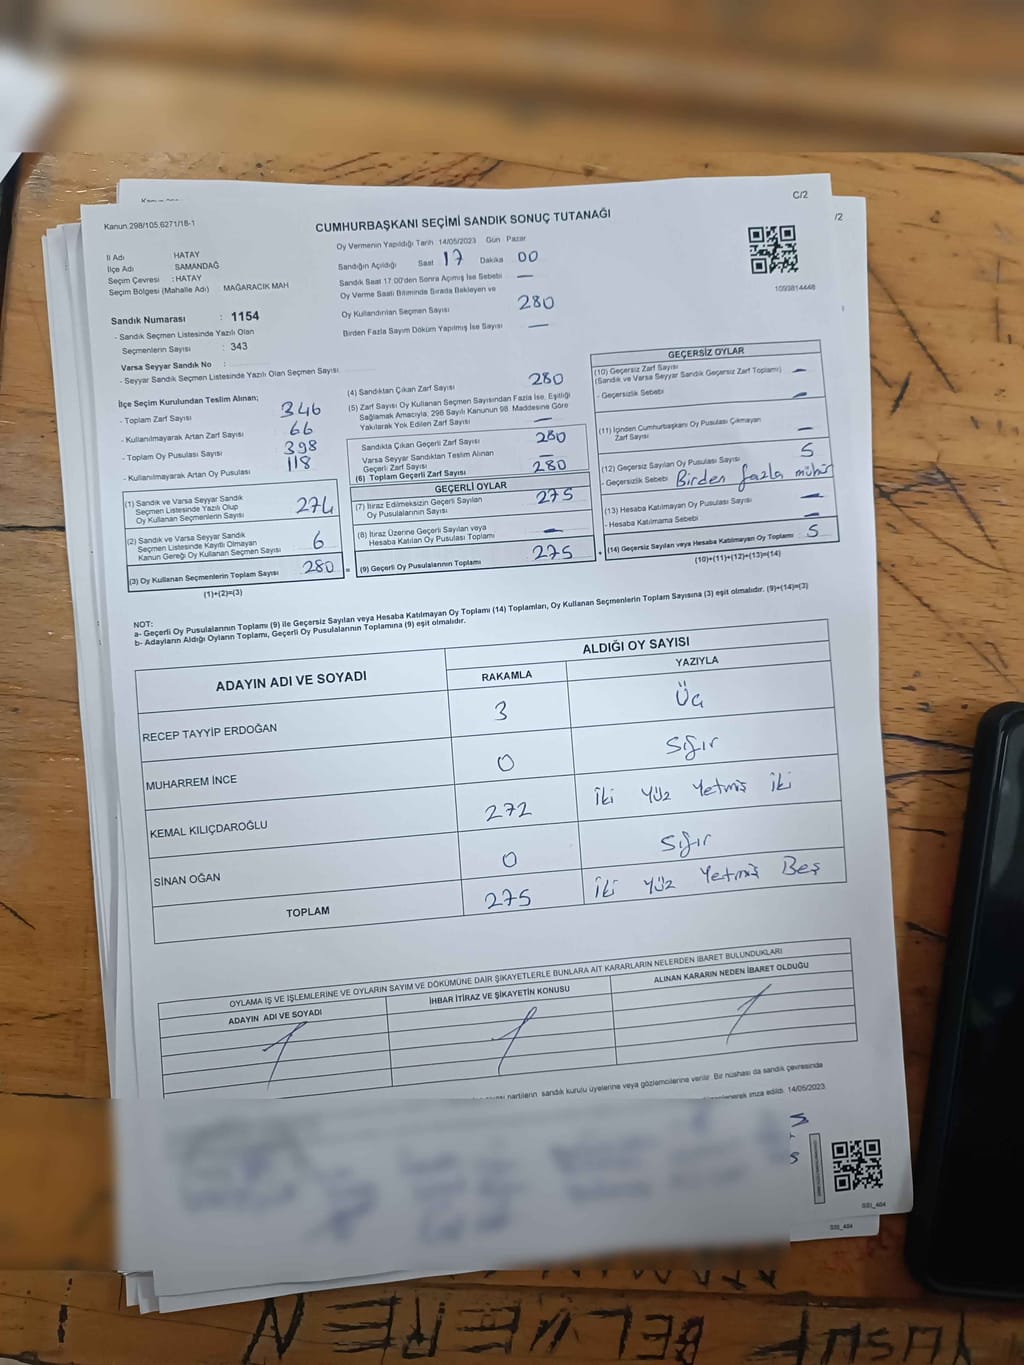 C/2
/2
Kanun.298/105.6271/18-1
CUMHURBAŞKANI SEÇİMİ SANDIK SONUÇ TUTANAĞI
Oy Vermenin Yapıldığı Tarih 14/05/2023 Gün : Pazar
İl Adı : HATAY
İlçe Adı : SAMANDAĞ
Seçim Çevresi : HATAY
Seçim Bölgesi (Mahalle Adı) : MAĞARACIK MAH
Sandığın Açıldığı Saat 17 Dakika 00
Sandık Saat 17:00'den Sonra Açımış İse Sebebi —
Oy Verme Saati Bitiminde Sırada Bekleyen ve
Oy Kullandırılan Seçmen Sayısı 280
Birden Fazla Sayım Döküm Yapılmış İse Sayısı —
1093814448
Sandık Numarası : 1154
- Sandık Seçmen Listesinde Yazılı Olan
Seçmenlerin Sayısı : 343
Varsa Seyyar Sandık No :
- Seyyar Sandık Seçmen Listesinde Yazılı Olan Seçmen Sayısı
İlçe Seçim Kurulundan Teslim Alınan;
- Toplam Zarf Sayısı 346
- Kullanılmayarak Artan Zarf Sayısı 66
- Toplam Oy Pusulası Sayısı 398
- Kullanılmayarak Artan Oy Pusulası 118
(1) Sandık ve Varsa Seyyar Sandık
Seçmen Listesinde Yazılı Olup
Oy Kullanan Seçmenlerin Sayısı 274
(2) Sandık ve Varsa Seyyar Sandık
Seçmen Listesinde Kayıtlı Olmayan
Kanun Gereği Oy Kullanan Seçmen Sayısı 6
(3) Oy Kullanan Seçmenlerin Toplam Sayısı 280 =
(1)+(2)=(3)
(4) Sandıktan Çıkan Zarf Sayısı 280
(5) Zarf Sayısı Oy Kullanan Seçmen Sayısından Fazla İse, Eşitliği
Sağlamak Amacıyla, 298 Sayılı Kanunun 98. Maddesine Göre
Yakılarak Yok Edilen Zarf Sayısı —
Sandıkta Çıkan Geçerli Zarf Sayısı 280
Varsa Seyyar Sandıktan Teslim Alınan
Geçerli Zarf Sayısı —
(6) Toplam Geçerli Zarf Sayısı 280
GEÇERLİ OYLAR
(7) İtiraz Edilmeksizin Geçerli Sayılan
Oy Pusulalarının Sayısı 275
(8) İtiraz Üzerine Geçerli Sayılan veya
Hesaba Katılan Oy Pusulası Toplamı —
(9) Geçerli Oy Pusulalarının Toplamı 275 +
GEÇERSİZ OYLAR
(10) Geçersiz Zarf Sayısı
(Sandık ve Varsa Seyyar Sandık Geçersiz Zarf Toplamı) —
- Geçersizlik Sebebi —
(11) İçinden Cumhurbaşkanı Oy Pusulası Çıkmayan
Zarf Sayısı —
(12) Geçersiz Sayılan Oy Pusulası Sayısı 5
- Geçersizlik Sebebi Birden fazla mühür
(13) Hesaba Katılmayan Oy Pusulası Sayısı —
- Hesaba Katılmama Sebebi —
(14) Geçersiz Sayılan veya Hesaba Katılmayan Oy Toplamı 5
(10)+(11)+(12)+(13)=(14)
NOT:
a- Geçerli Oy Pusulalarının Toplamı (9) ile Geçersiz Sayılan veya Hesaba Katılmayan Oy Toplamı (14) Toplamları, Oy Kullanan Seçmenlerin Toplam Sayısına (3) eşit olmalıdır. (9)+(14)=(3)
b- Adayların Aldığı Oyların Toplamı, Geçerli Oy Pusulalarının Toplamına (9) eşit olmalıdır.
ADAYIN ADI VE SOYADI ALDIĞI OY SAYISI
RAKAMLA YAZIYLA
RECEP TAYYİP ERDOĞAN 3 Üç
MUHARREM İNCE 0 Sıfır
KEMAL KILIÇDAROĞLU 272 İki Yüz Yetmiş İki
SİNAN OĞAN 0 Sıfır
TOPLAM 275 İki Yüz Yetmiş Beş
OYLAMA İŞ VE İŞLEMLERİNE VE OYLARIN SAYIM VE DÖKÜMÜNE DAİR ŞİKAYETLERLE BUNLARA AİT KARARLARIN NELERDEN İBARET BULUNDUKLARI
ADAYIN ADI VE SOYADI İHBAR İTİRAZ VE ŞİKAYETİN KONUSU ALINAN KARARIN NEDEN İBARET OLDUĞU
partilerin sandık kurulu üyelerine veya gözlemcilerine verilir. Bir nüshası da sandık çevresinde
imza edildi. 14/05/2023
SSI_404
SSI_404
YUSUF BELVEREN